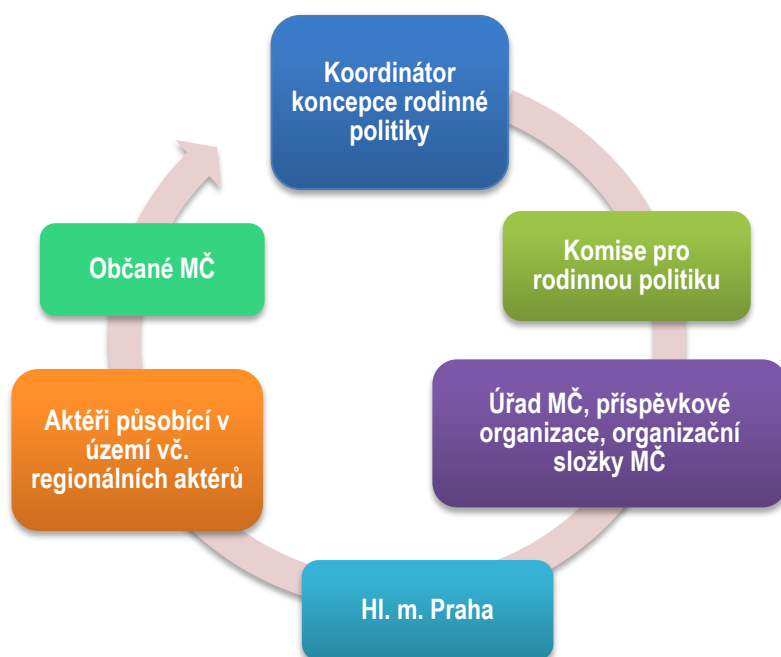 Koordinátor
koncepce rodinné
politiky
Komise pro
rodinnou politiku
Úřad MČ, příspěvkové
organizace, organizační
složky MČ
Hl. m. Praha
Aktéři působící v
území vč.
regionálních aktérů
Občané MČ